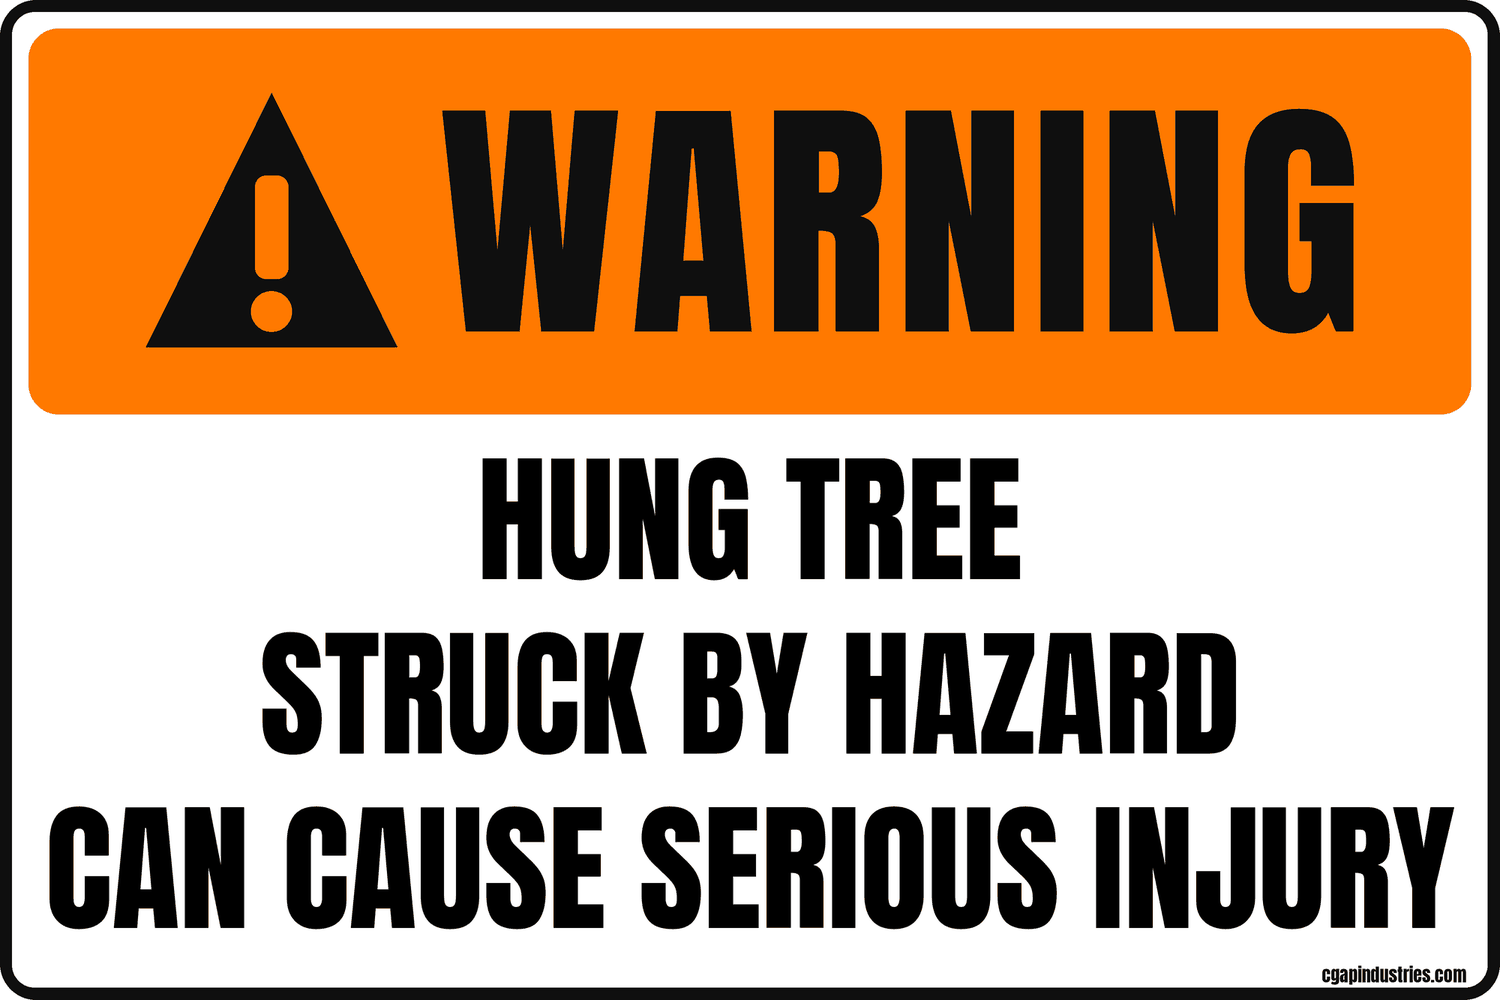 WARNING
HUNG TREE
STRUCK BY HAZARD
CAN CAUSE SERIOUS INJURY
cgapindustries.com